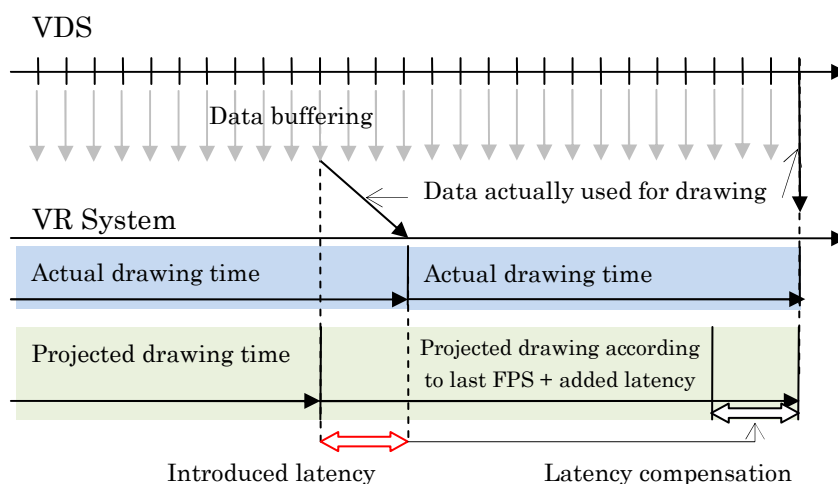 VDS
Data buffering
Data actually used for drawing
VR System
Actual drawing time
Actual drawing time
Projected drawing time
Projected drawing according
to last FPS + added latency
Introduced latency
Latency compensation